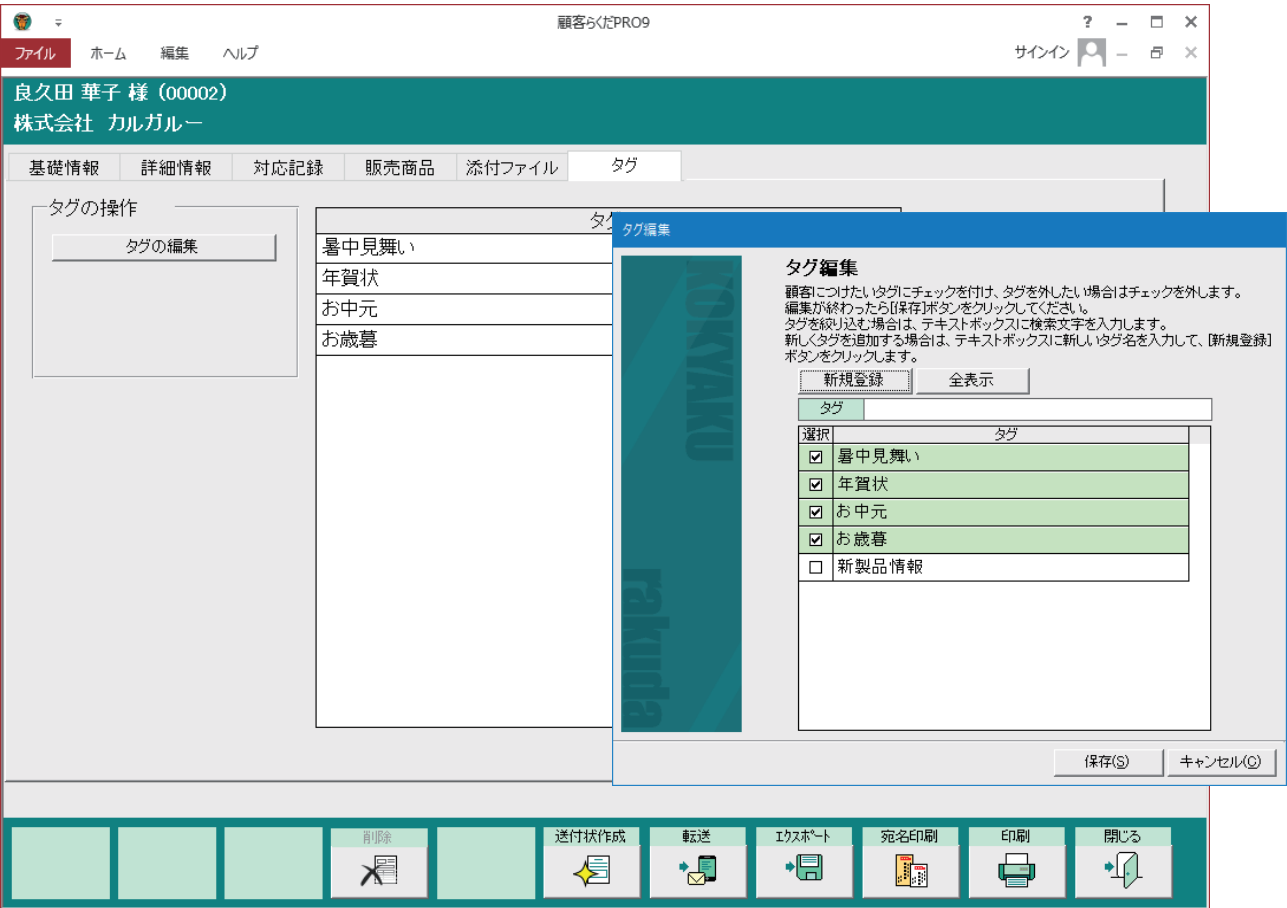 顧客らくだPRO9
ファイル ホーム 編集 ヘルプ サインイン
良久田 華子 様 (00002)
株式会社 カルガルー
基礎情報 詳細情報 対応記録 販売商品 添付ファイル タグ
タグの操作
タグの編集
タグ
暑中見舞い
年賀状
お中元
お歳暮
タグ編集
KOKYAKU
rakuda
タグ編集
顧客につけたいタグにチェックを付け、タグを外したい場合はチェックを外します。
編集が終わったら[保存]ボタンをクリックしてください。
タグを絞り込む場合は、テキストボックスに検索文字を入力します。
新しくタグを追加する場合は、テキストボックスに新しいタグ名を入力して、[新規登録]
ボタンをクリックします。
新規登録 全表示
タグ
選択 タグ
暑中見舞い
年賀状
お中元
お歳暮
新製品情報
保存(S) キャンセル(C)
削除 送付状作成 転送 エクスポート 宛名印刷 印刷 閉じる